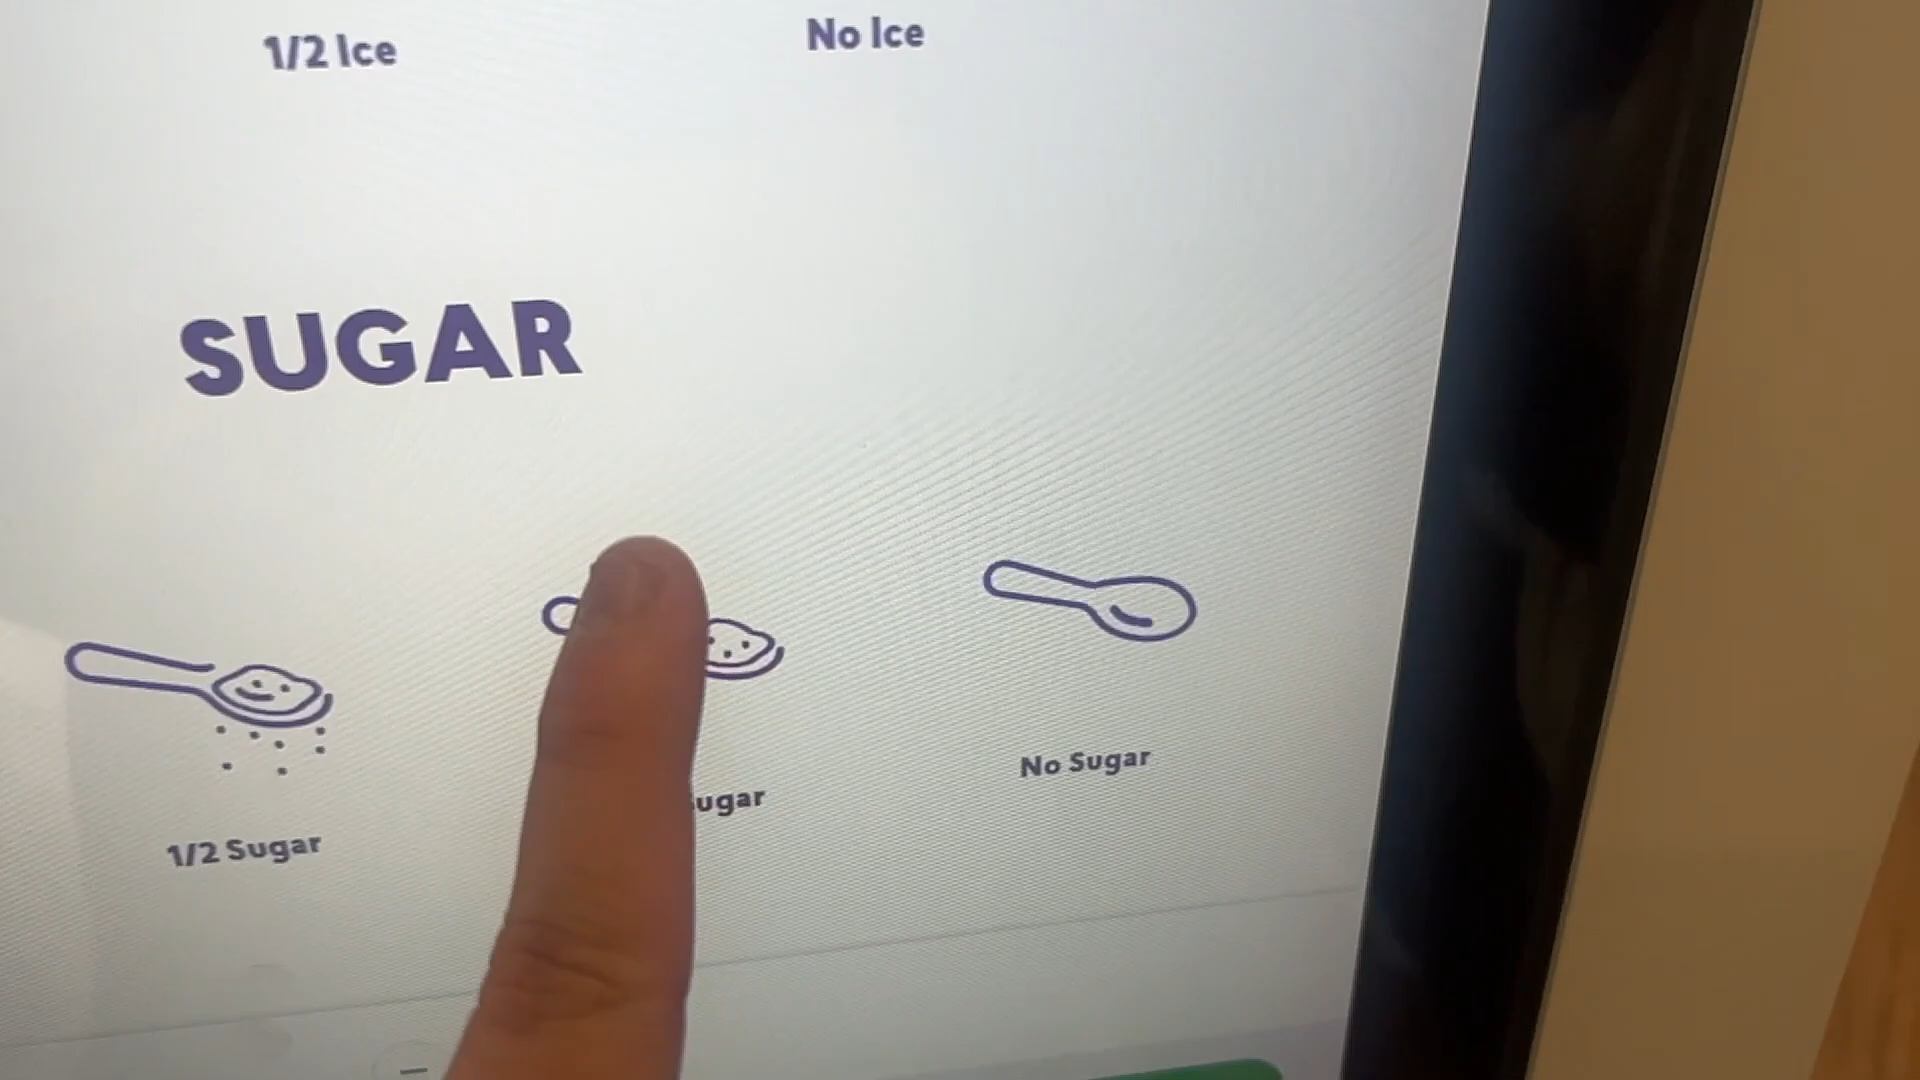 1/2 Ice
No Ice
SUGAR
1/2 Sugar
No Sugar